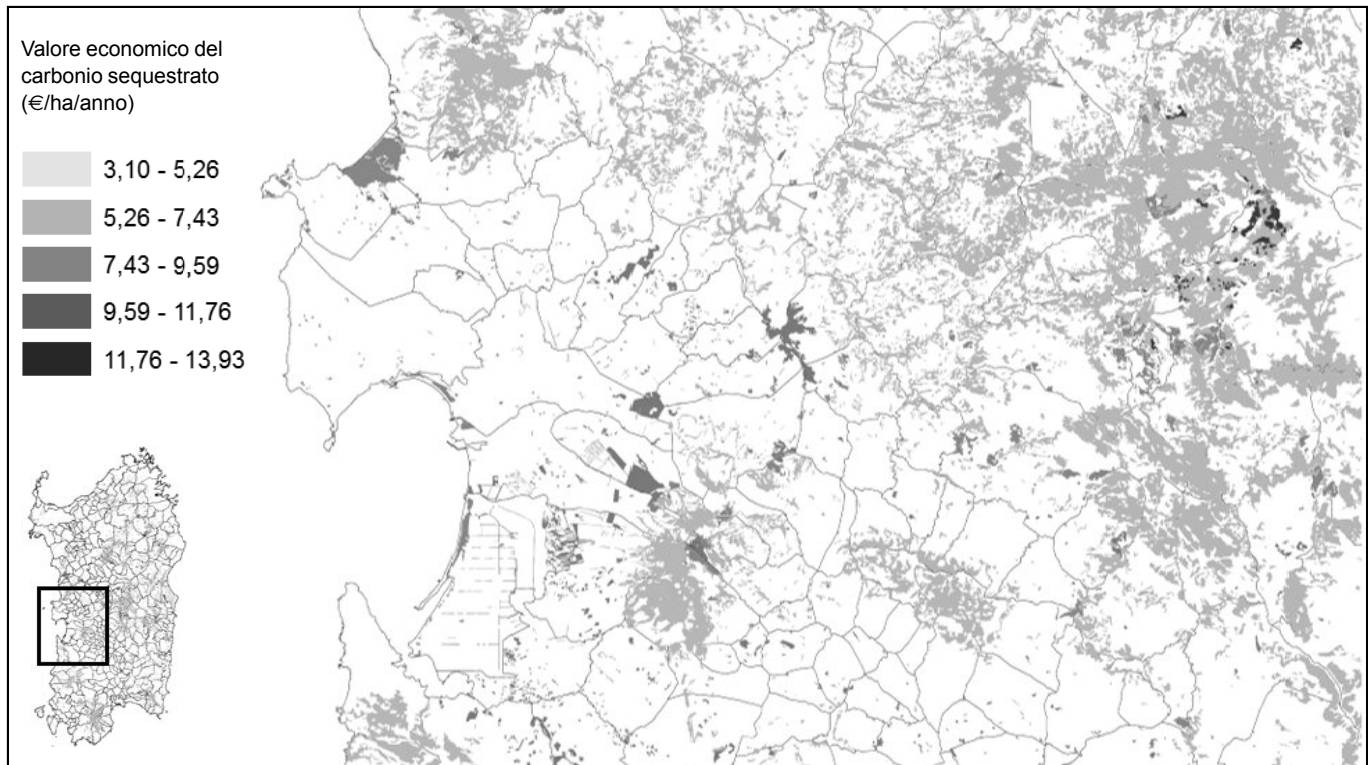 Valore economico del
carbonio sequestrato
(€/ha/anno)
3,10 - 5,26
5,26 - 7,43
7,43 - 9,59
9,59 - 11,76
11,76 - 13,93